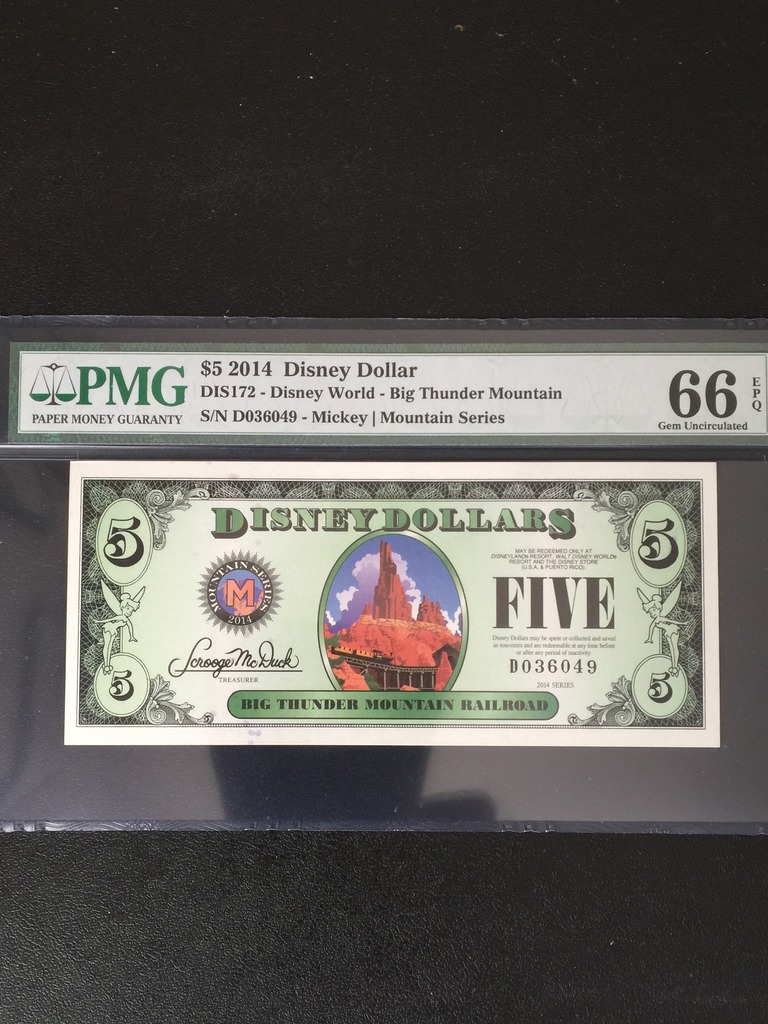 PMG
PAPER MONEY GUARANTY
$5 2014 Disney Dollar
DIS172 - Disney World - Big Thunder Mountain
S/N D036049 - Mickey | Mountain Series
66
EPQ
Gem Uncirculated
5
DISNEY DOLLARS
5
MAY BE REDEEMED ONLY AT
DISNEYLAND® RESORT, WALT DISNEY WORLD®
RESORT AND THE DISNEY STORE
(U.S.A. & PUERTO RICO).
MOUNTAIN SERIES
M
2014
FIVE
Disney Dollars may be spent or collected and saved
as souvenirs and are redeemable at any time before
or after any period of inactivity.
Scrooge McDuck
TREASURER
D036049
2014 SERIES
5
BIG THUNDER MOUNTAIN RAILROAD
5